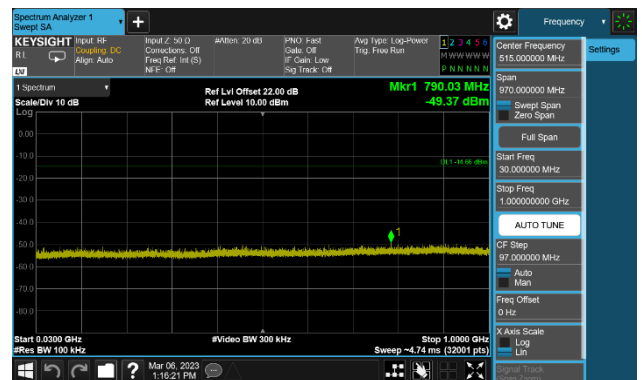 Spectrum Analyzer 1
Swept SA
Frequency
KEYSIGHT
Input: RF
Coupling: DC
Align: Auto
Input Z: 50 Ω
Corrections: Off
Freq Ref: Int (S)
NFE: Off
#Atten: 20 dB
PNO: Fast
Gate: Off
IF Gain: Low
Sig Track: Off
Avg Type: Log-Power
Trig: Free Run
1 2 3 4 5 6
M W W W W W
P N N N N N
RL
LW
Center Frequency
515.000000 MHz
Settings
1 Spectrum
Scale/Div 10 dB
Ref Lvl Offset 22.00 dB
Ref Level 10.00 dBm
Mkr1 790.03 MHz
-49.37 dBm
Span
970.000000 MHz
Swept Span
Zero Span
Full Span
Start Freq
30.000000 MHz
Stop Freq
1.000000000 GHz
AUTO TUNE
CF Step
97.000000 MHz
Auto
Man
Freq Offset
0 Hz
X Axis Scale
Log
Lin
Signal Track
Log
0.00
-10.0
DL1 -14.66 dBm
-20.0
-30.0
-40.0
1
-50.0
-60.0
-70.0
-80.0
Start 0.0300 GHz
#Res BW 100 kHz
#Video BW 300 kHz
Stop 1.0000 GHz
Sweep ~4.74 ms (32001 pts)
?
Mar 06, 2023
1:16:21 PM